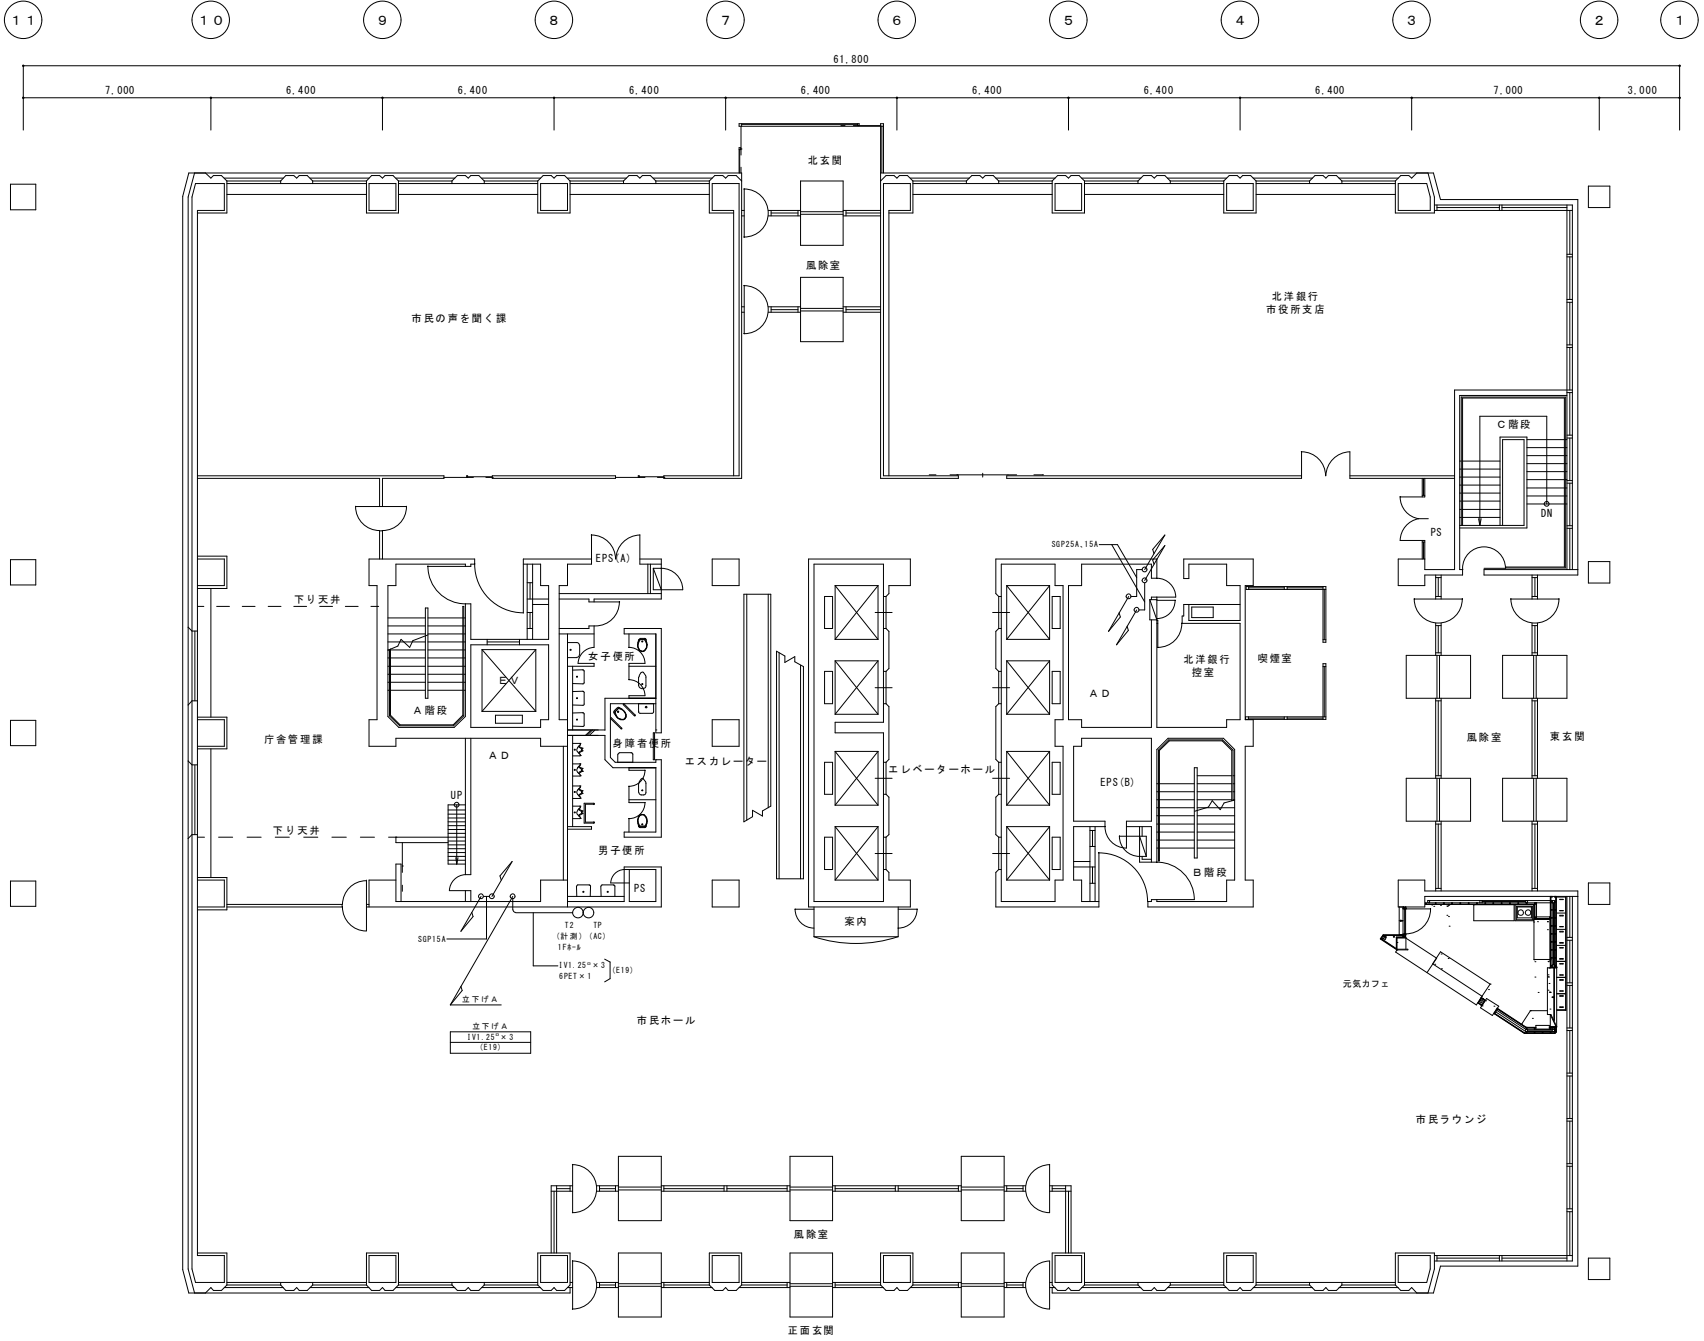 11 10 9 8 7 6 5 4 3 2 1
61,800
7,000 6,400 6,400 6,400 6,400 6,400 6,400 6,400 7,000 3,000
北玄関
風除室
市民の声を聞く課
北洋銀行
市役所支店
C階段
DN
PS
EPS(A)
SGP25A,15A
下り天井
女子便所
EV
A階段
北洋銀行
控室
喫煙室
AD
庁舎管理課
AD
身障者便所
エスカレーター
エレベーターホール
EPS(B)
風除室
東玄関
UP
下り天井
男子便所
B階段
PS
案内
SGP15A
T2 TP
(計測) (AC)
1Fホール
IV1.25°×3
6PET×1
(E19)
元気カフェ
立下げA
市民ホール
立下げA
IV1.25°×3
(E19)
市民ラウンジ
風除室
正面玄関